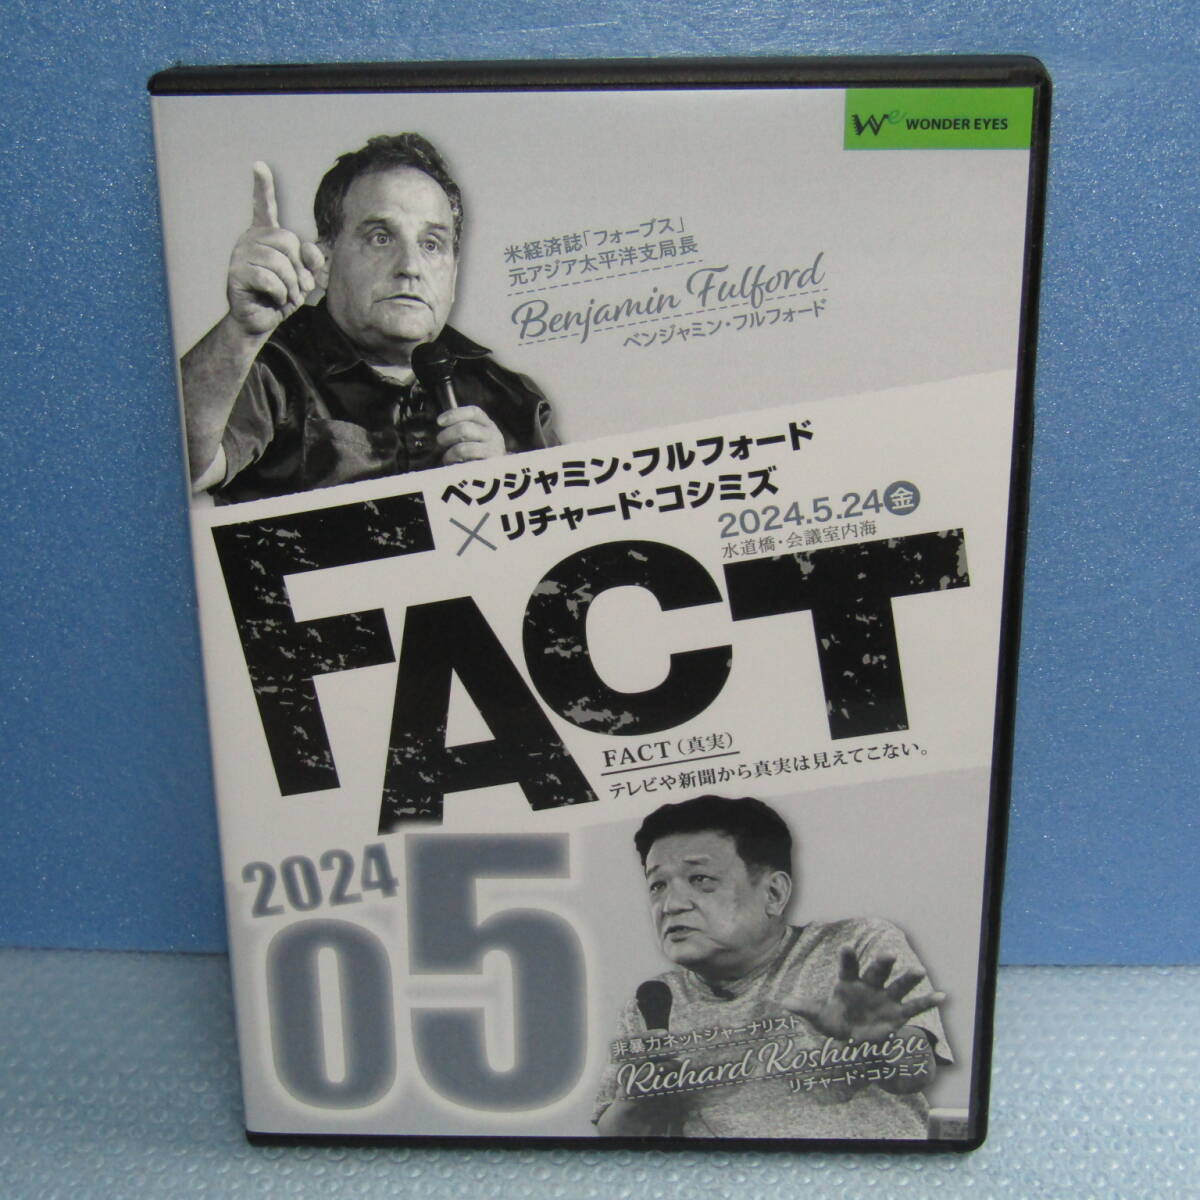 We WONDER EYES
米経済誌「フォーブス」
元アジア太平洋支局長
Benjamin Fulford
ベンジャミン・フルフォード
ベンジャミン・フルフォード
×リチャード・コシミズ
2024.5.24金
水道橋・会議室内海
FACT
FACT(真実)
テレビや新聞から真実は見えてこない。
2024
05
非暴力ネットジャーナリスト
Richard Koshimizu
リチャード・コシミズ